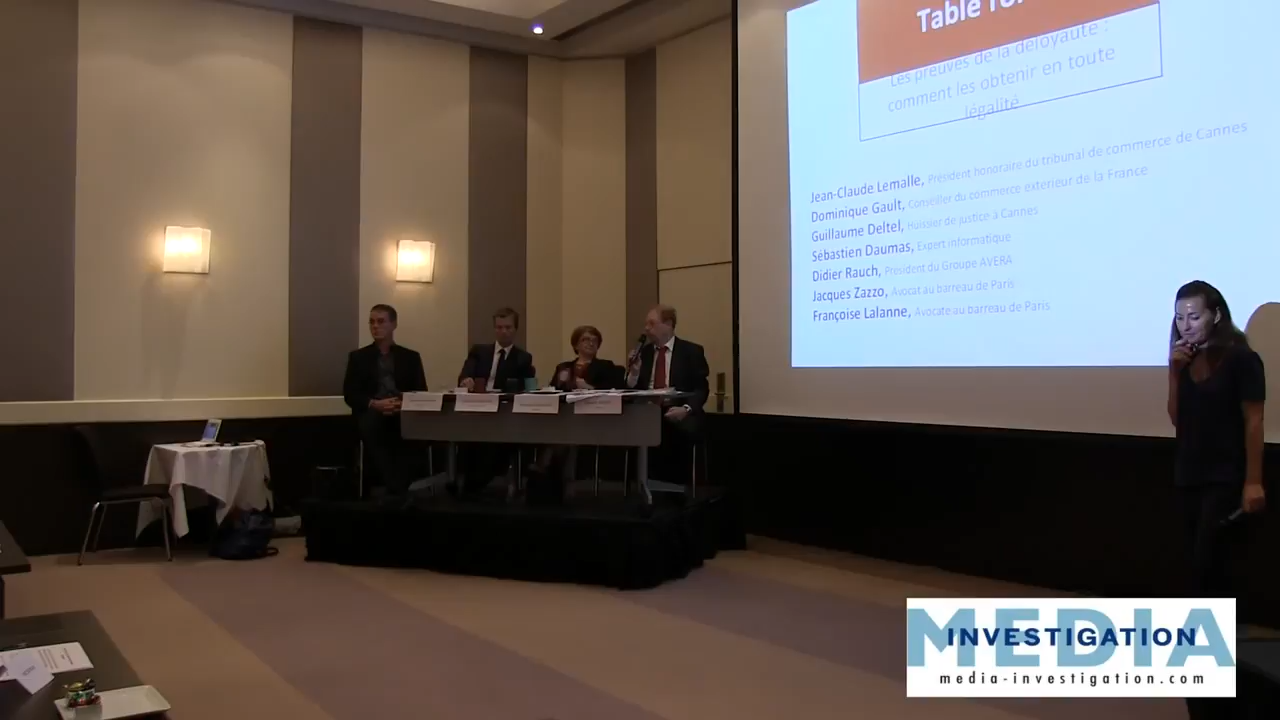 Table
Les preuves de la déloyauté :
comment les obtenir en toute
légalité
Jean-Claude Lemalle, Président honoraire du tribunal de commerce de Cannes
Dominique Gault, Conseiller du commerce extérieur de la France
Guillaume Deltel, Huissier de justice à Cannes
Sébastien Daumas, Expert informatique
Didier Rauch, Président du Groupe AVERA
Jacques Zazzo, Avocat au barreau de Paris
Françoise Lalanne, Avocate au barreau de Paris
MEDIA
INVESTIGATION
media-investigation.com